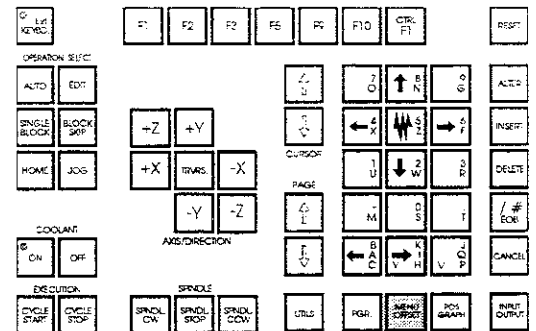 Ext KEYBD. F1 F2 F3 F5 F9 F10 CTRL F1 RESET
OPERATION SELECT
AUTO EDIT 7 O 8 N 9 G ALTER
SINGLE BLOCK BLOCK SKIP +Z +Y 4 X 5 Z 6 F INSERT
CURSOR
HOME JOG +X TRVRS. -X 1 U 2 W 3 R DELETE
PAGE
-Y -Z - M 0 S . T / # EOB
COOLANT AXIS/DIRECTION
ON OFF B A C Y K I H V J Q P CANCEL
EXECUTION SPINDLE
CYCLE START CYCLE STOP SPNDL CW SPNDL STOP SPNDL CCW UTILS PGR. MENU OFFSET POS GRAPH INPUT OUTPUT